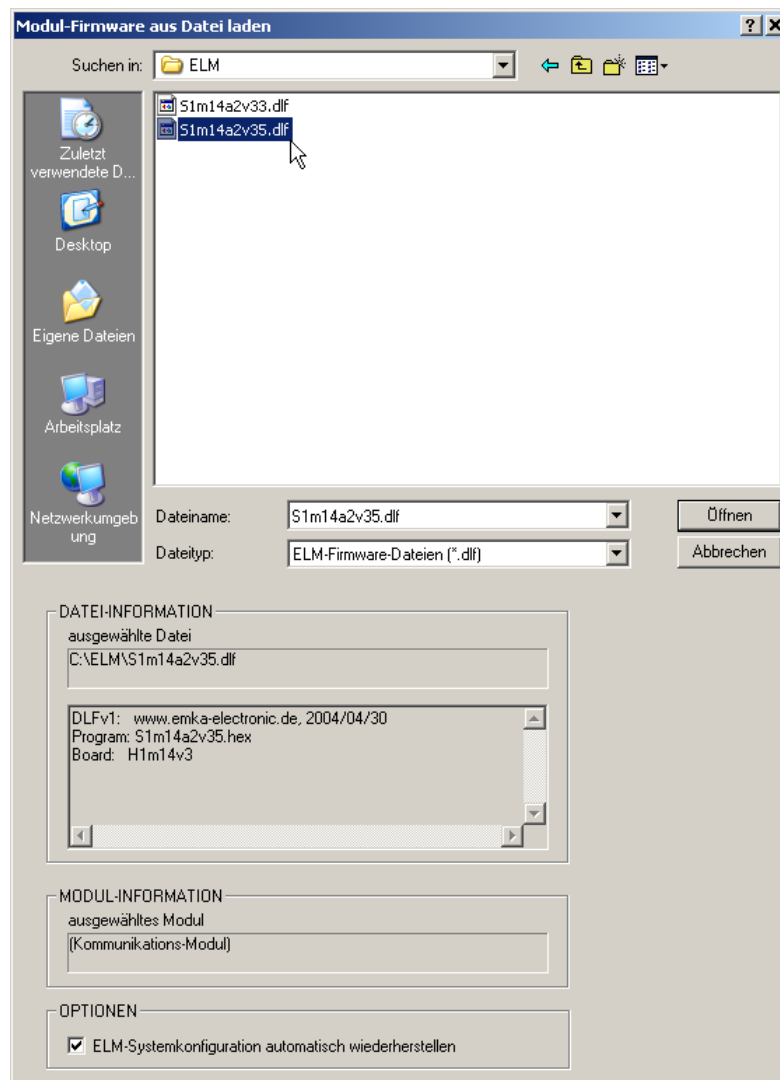 Modul-Firmware aus Datei laden
Suchen in:
ELM
S1m14a2v33.dlf
S1m14a2v35.dlf
Zuletzt
verwendete D...
Desktop
Eigene Dateien
Arbeitsplatz
Netzwerkumgeb
ung
Dateiname:
S1m14a2v35.dlf
Öffnen
Dateityp:
ELM-Firmware-Dateien (*.dlf)
Abbrechen
DATEI-INFORMATION
ausgewählte Datei
C:\ELM\S1m14a2v35.dlf
DLFv1: www.emka-electronic.de, 2004/04/30
Program: S1m14a2v35.hex
Board: H1m14v3
MODUL-INFORMATION
ausgewähltes Modul
(Kommunikations-Modul)
OPTIONEN
ELM-Systemkonfiguration automatisch wiederherstellen